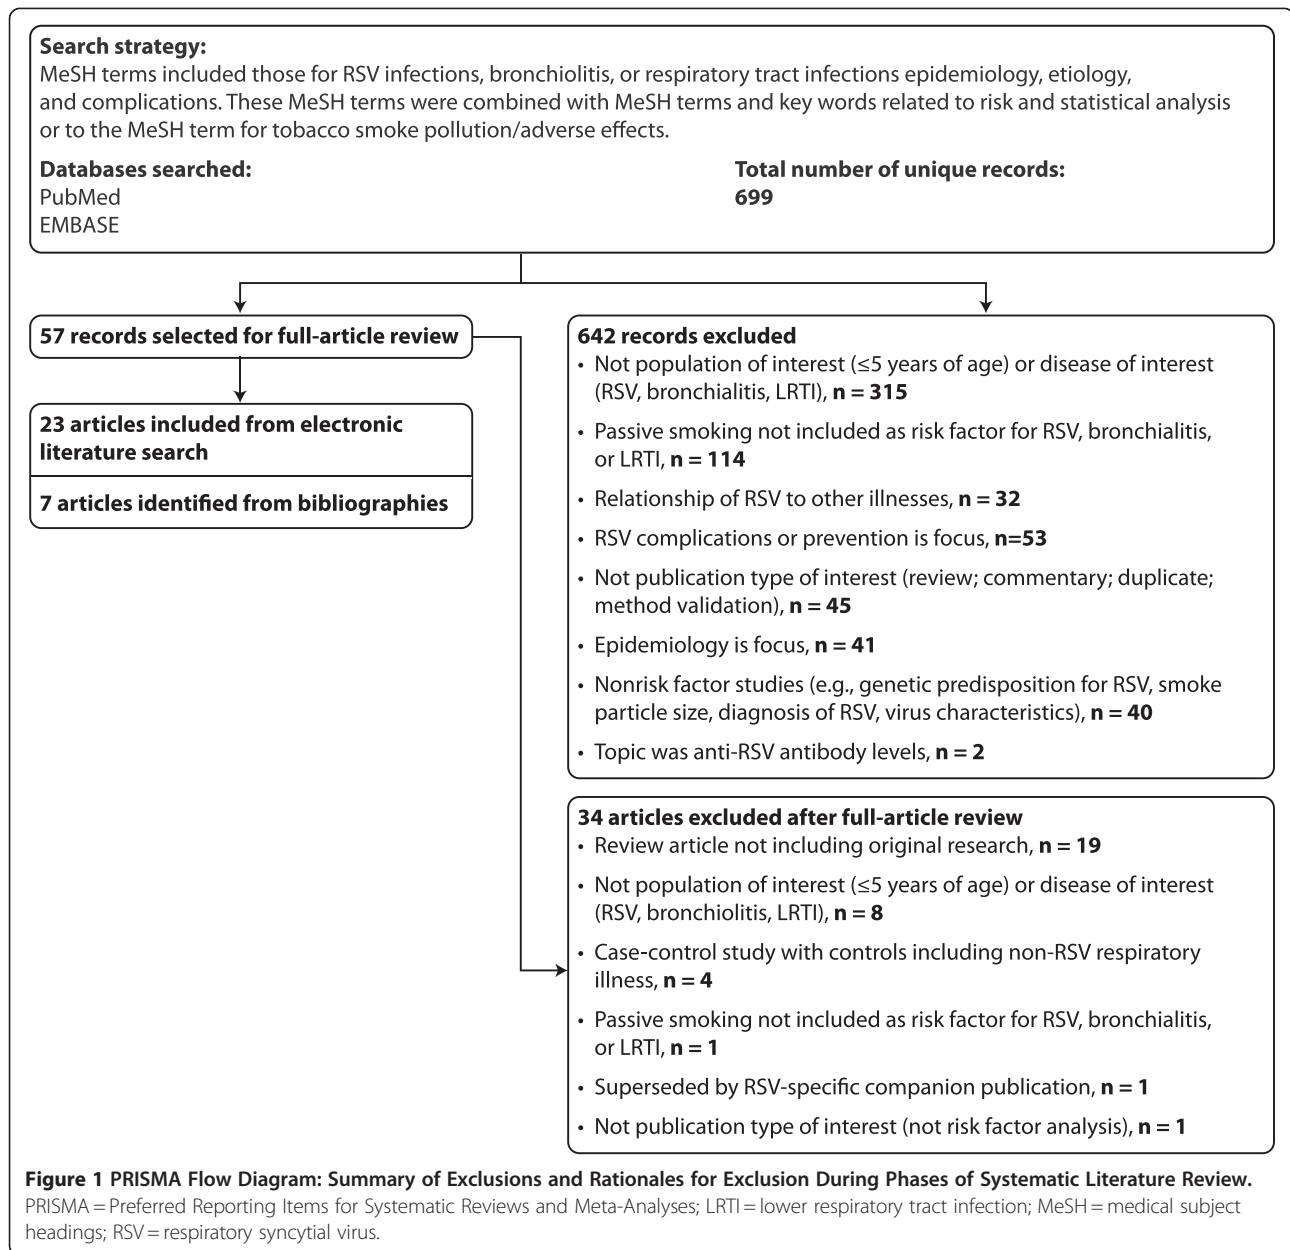 Search strategy:
MeSH terms included those for RSV infections, bronchiolitis, or respiratory tract infections epidemiology, etiology,
and complications. These MeSH terms were combined with MeSH terms and key words related to risk and statistical analysis
or to the MeSH term for tobacco smoke pollution/adverse effects.
Databases searched:
PubMed
EMBASE
Total number of unique records:
699
57 records selected for full-article review
23 articles included from electronic
literature search
7 articles identified from bibliographies
642 records excluded
• Not population of interest (≤5 years of age) or disease of interest
(RSV, bronchialitis, LRTI), n = 315
• Passive smoking not included as risk factor for RSV, bronchialitis,
or LRTI, n = 114
• Relationship of RSV to other illnesses, n = 32
• RSV complications or prevention is focus, n=53
• Not publication type of interest (review; commentary; duplicate;
method validation), n = 45
• Epidemiology is focus, n = 41
• Nonrisk factor studies (e.g., genetic predisposition for RSV, smoke
particle size, diagnosis of RSV, virus characteristics), n = 40
• Topic was anti-RSV antibody levels, n = 2
34 articles excluded after full-article review
• Review article not including original research, n = 19
• Not population of interest (≤5 years of age) or disease of interest
(RSV, bronchiolitis, LRTI), n = 8
• Case-control study with controls including non-RSV respiratory
illness, n = 4
• Passive smoking not included as risk factor for RSV, bronchialitis,
or LRTI, n = 1
• Superseded by RSV-specific companion publication, n = 1
• Not publication type of interest (not risk factor analysis), n = 1
Figure 1 PRISMA Flow Diagram: Summary of Exclusions and Rationales for Exclusion During Phases of Systematic Literature Review.
PRISMA = Preferred Reporting Items for Systematic Reviews and Meta-Analyses; LRTI = lower respiratory tract infection; MeSH = medical subject
headings; RSV = respiratory syncytial virus.